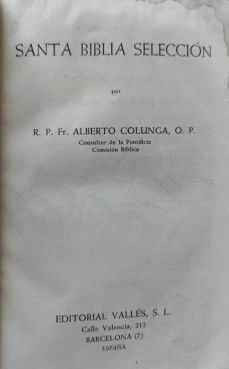 SANTA BIBLIA SELECCIÓN
por
R. P. Fr. ALBERTO COLUNGA, O. P.
Consultor de la Pontificia
Comisión Bíblica
EDITORIAL VALLÉS, S. L.
Calle Valencia, 213
BARCELONA (7)
ESPAÑA